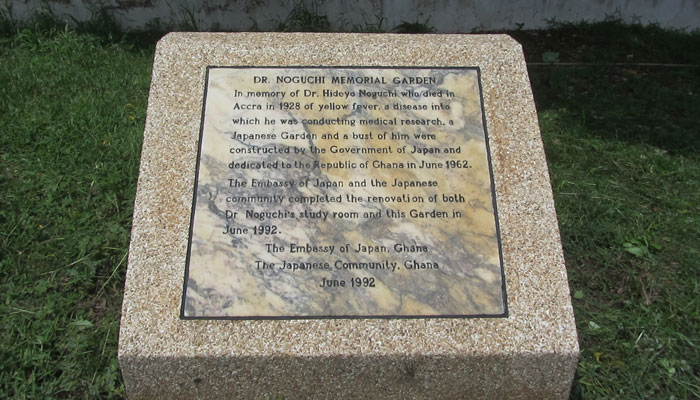 DR. NOGUCHI MEMORIAL GARDEN
In memory of Dr. Hideyo Noguchi who died in
Accra in 1928 of yellow fever, a disease into
which he was conducting medical research, a
Japanese Garden and a bust of him were
constructed by the Government of Japan and
dedicated to the Republic of Ghana in June 1962.
The Embassy of Japan and the Japanese
community completed the renovation of both
Dr. Noguchi's study room and this Garden in
June 1992.
The Embassy of Japan, Ghana
The Japanese Community, Ghana
June 1992